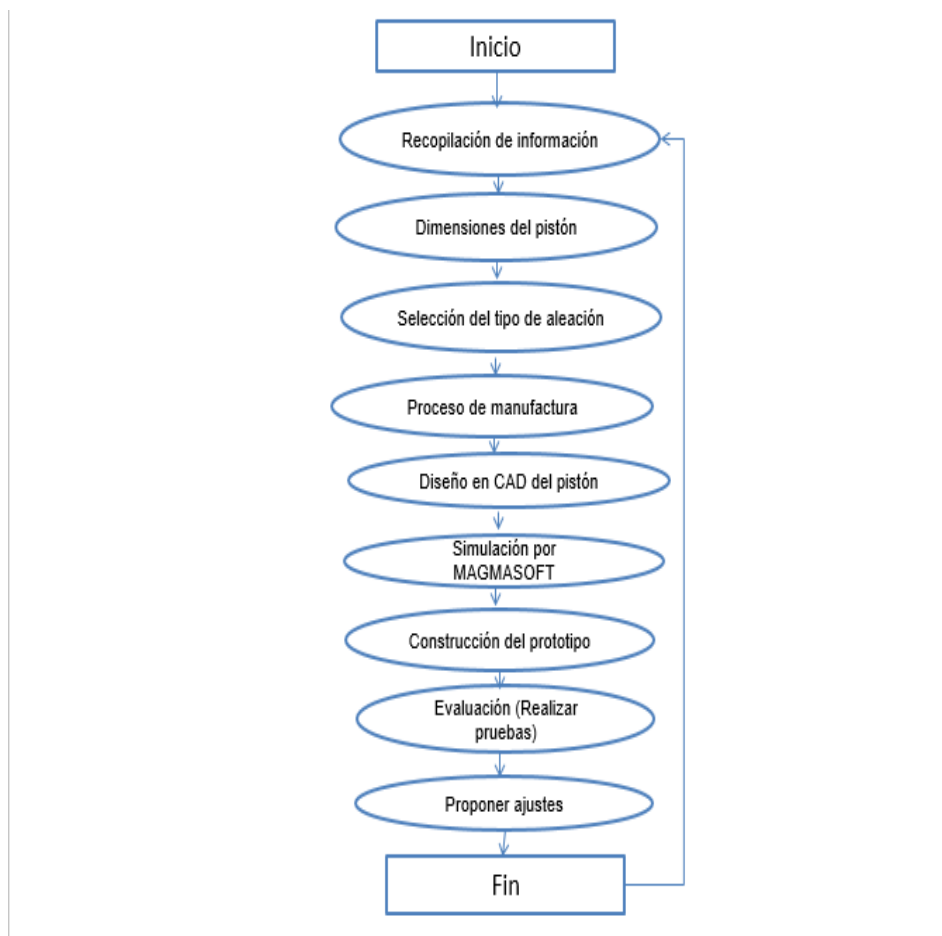 Inicio
Recopilación de información
Dimensiones del pistón
Selección del tipo de aleación
Proceso de manufactura
Diseño en CAD del pistón
Simulación por
MAGMASOFT
Construcción del prototipo
Evaluación (Realizar
pruebas)
Proponer ajustes
Fin